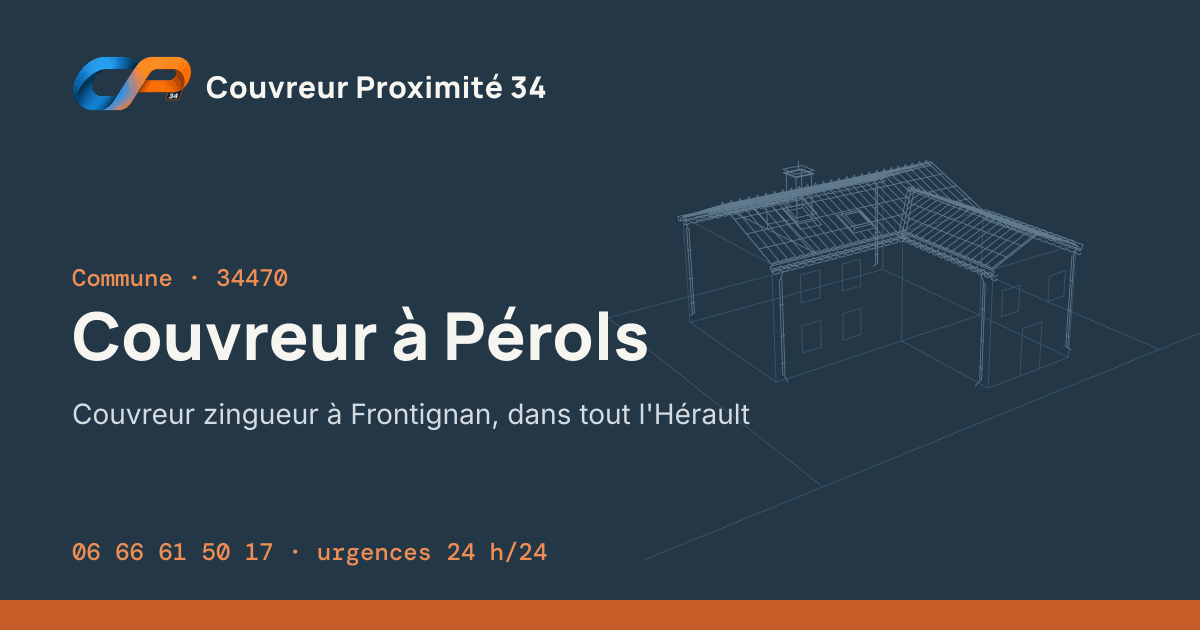 34
Couvreur Proximité 34
Commune · 34470
Couvreur à Pérols
Couvreur zingueur à Frontignan, dans tout l'Hérault
06 66 61 50 17 · urgences 24 h/24